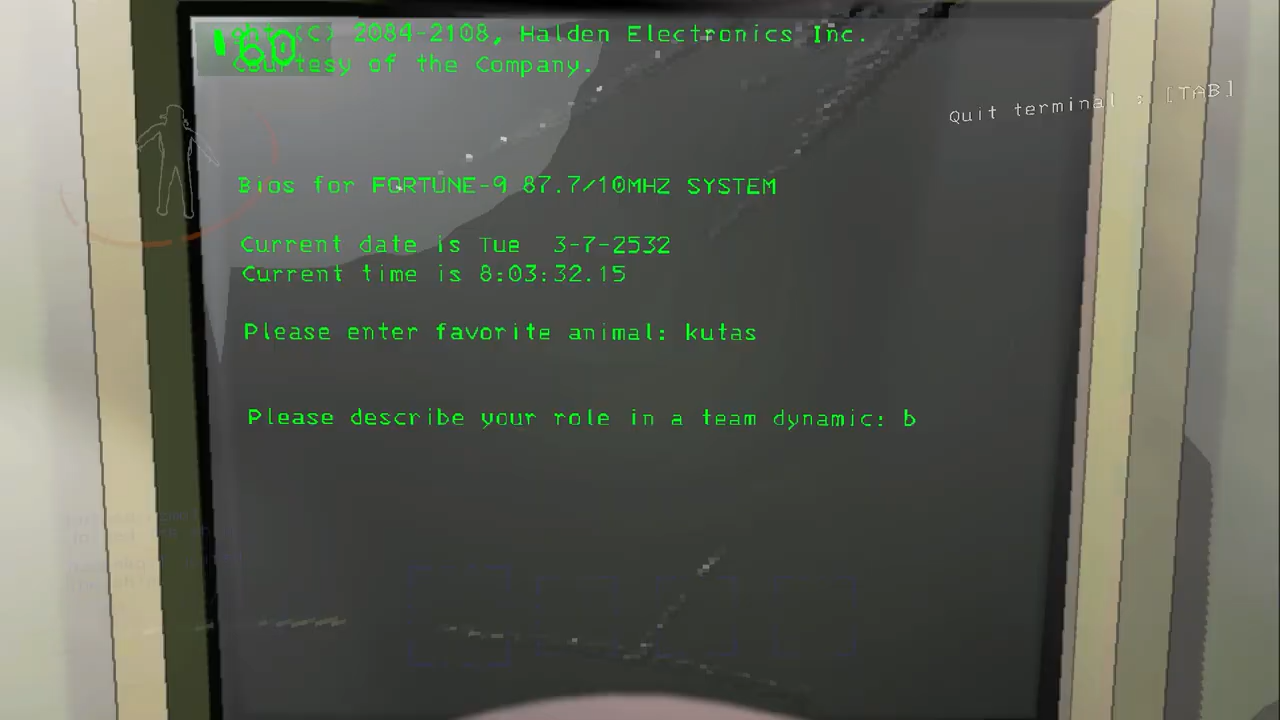 ght (C) 2084-2108, Halden Electronics Inc.
'60
Courtesy of the Company.
Quit terminal : [TAB]
Bios for FORTUNE-9 87.7/10MHZ SYSTEM
Current date is Tue 3-7-2532
Current time is 8:03:32.15
Please enter favorite animal: kutas
Please describe your role in a team dynamic: b